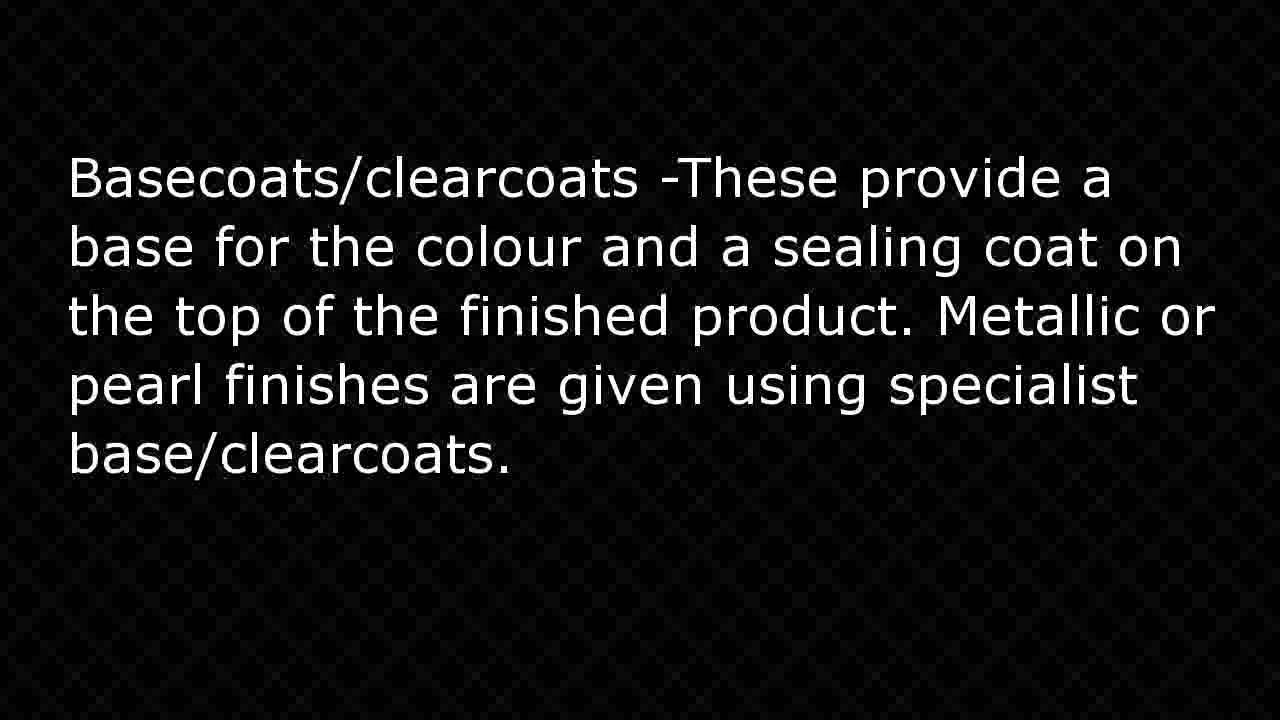 Basecoats/clearcoats -These provide a
base for the colour and a sealing coat on
the top of the finished product. Metallic or
pearl finishes are given using specialist
base/clearcoats.